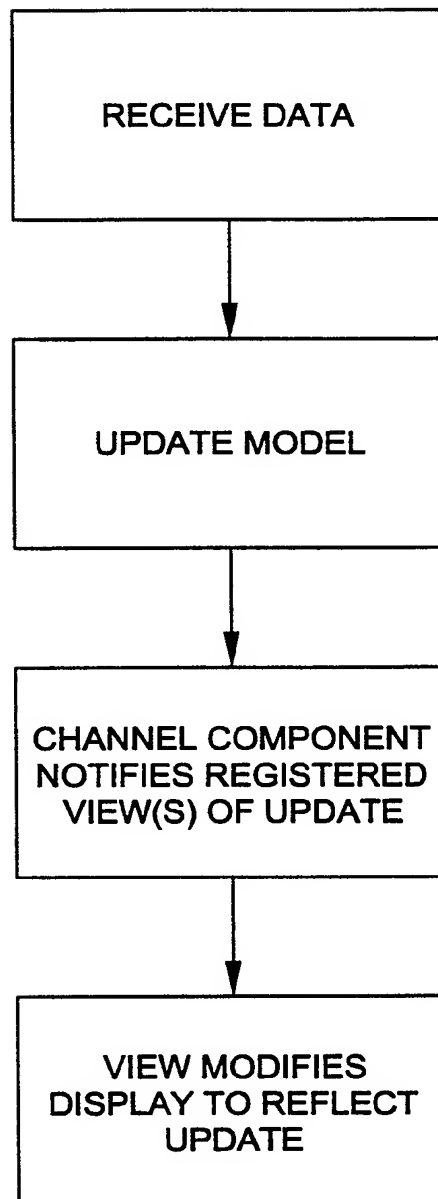 RECEIVE DATA
UPDATE MODEL
CHANNEL COMPONENT
NOTIFIES REGISTERED
VIEW(S) OF UPDATE
VIEW MODIFIES
DISPLAY TO REFLECT
UPDATE